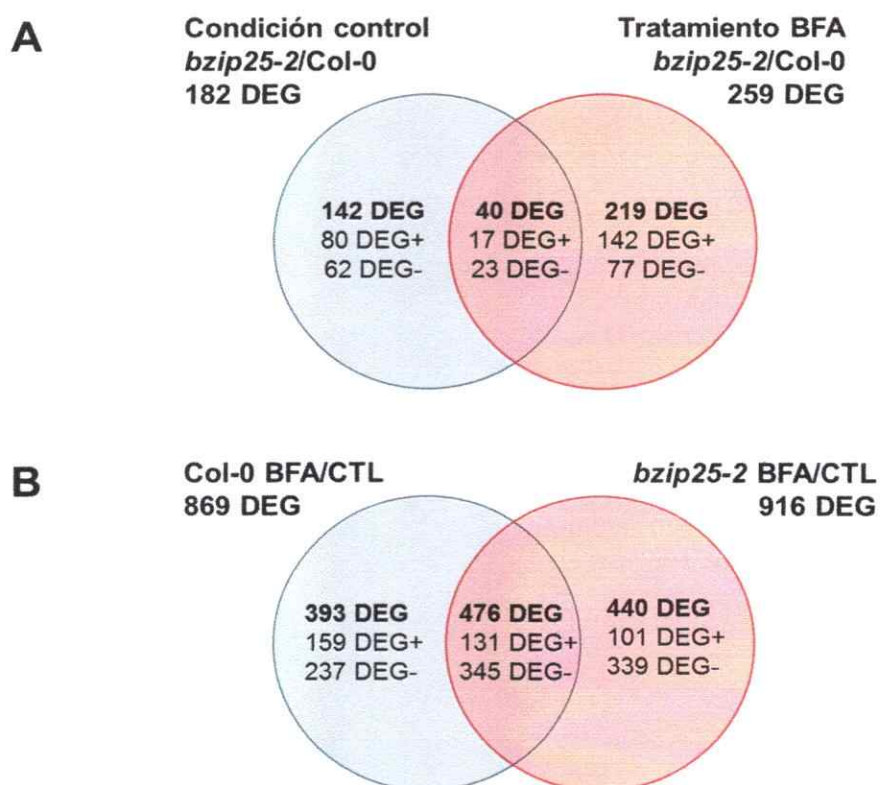 A
Condición control
bzip25-2/Col-0
182 DEG
Tratamiento BFA
bzip25-2/Col-0
259 DEG
142 DEG
80 DEG+
62 DEG-
40 DEG
17 DEG+
23 DEG-
219 DEG
142 DEG+
77 DEG-
B
Col-0 BFA/CTL
869 DEG
bzip25-2 BFA/CTL
916 DEG
393 DEG
159 DEG+
237 DEG-
476 DEG
131 DEG+
345 DEG-
440 DEG
101 DEG+
339 DEG-